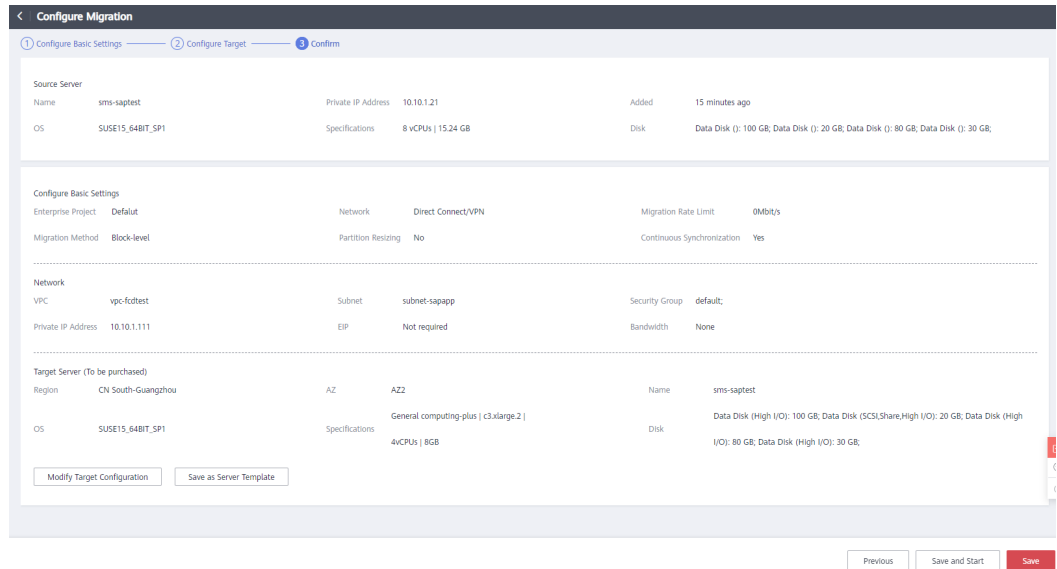 Configure Migration
1 Configure Basic Settings 2 Configure Target 3 Confirm
Source Server
Name sms-saptest Private IP Address 10.10.1.21 Added 15 minutes ago
OS SUSE15_64BIT_SP1 Specifications 8 vCPUs | 15.24 GB Disk Data Disk (): 100 GB; Data Disk (): 20 GB; Data Disk (): 80 GB; Data Disk (): 30 GB;
Configure Basic Settings
Enterprise Project Defalut Network Direct Connect/VPN Migration Rate Limit 0Mbit/s
Migration Method Block-level Partition Resizing No Continuous Synchronization Yes
Network
VPC vpc-fcdtest Subnet subnet-sapapp Security Group default;
Private IP Address 10.10.1.111 EIP Not required Bandwidth None
Target Server (To be purchased)
Region CN South-Guangzhou AZ AZ2 Name sms-saptest
OS SUSE15_64BIT_SP1 Specifications General computing-plus | c3.xlarge.2 |
4vCPUs | 8GB
Disk Data Disk (High I/O): 100 GB; Data Disk (SCSI,Share,High I/O): 20 GB; Data Disk (High
I/O): 80 GB; Data Disk (High I/O): 30 GB;
Modify Target Configuration Save as Server Template
Previous Save and Start Save